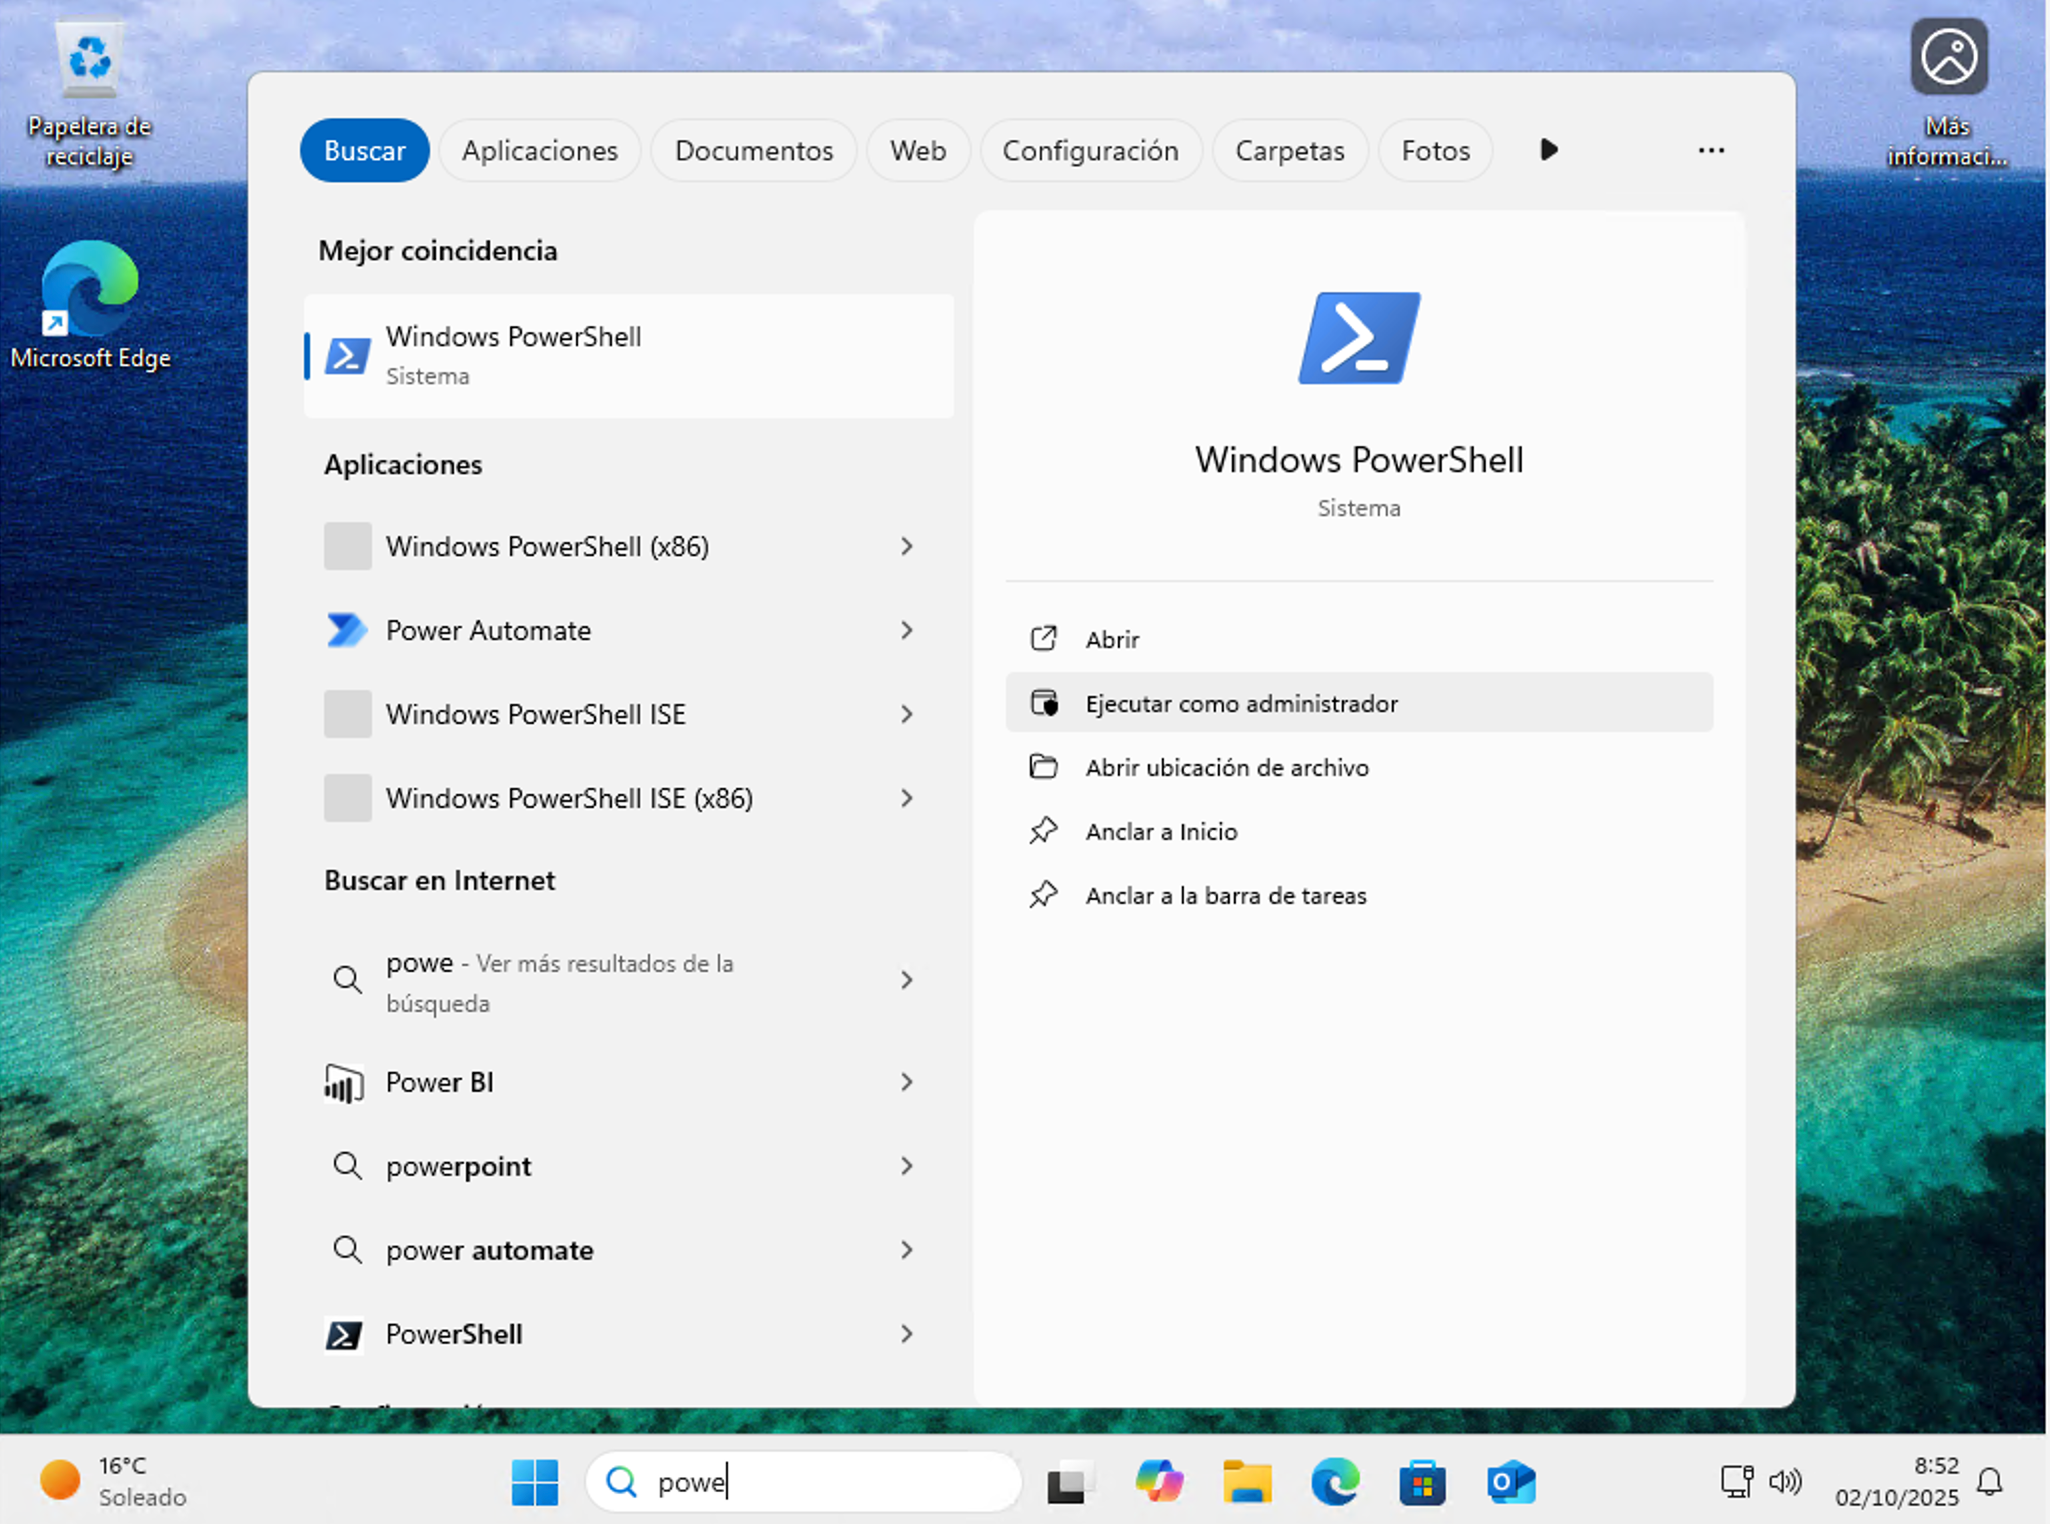 Papelera de
reciclaje
Microsoft Edge
Más
informaci...
Buscar
Aplicaciones
Documentos
Web
Configuración
Carpetas
Fotos
Mejor coincidencia
Windows PowerShell
Sistema
Aplicaciones
Windows PowerShell (x86)
Power Automate
Windows PowerShell ISE
Windows PowerShell ISE (x86)
Buscar en Internet
powe - Ver más resultados de la
búsqueda
Power BI
powerpoint
power automate
PowerShell
Windows PowerShell
Sistema
Abrir
Ejecutar como administrador
Abrir ubicación de archivo
Anclar a Inicio
Anclar a la barra de tareas
16°C
Soleado
powe
8:52
02/10/2025